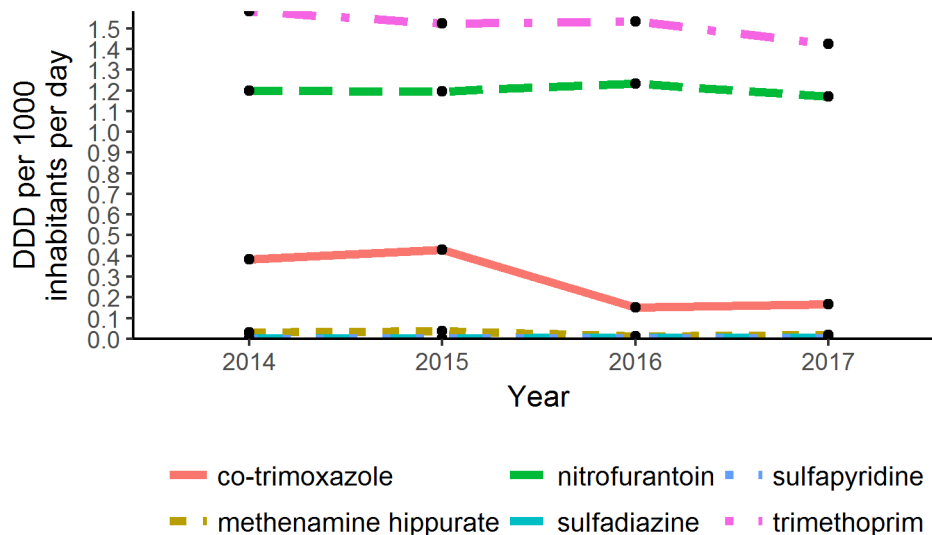 DDD per 1000
inhabitants per day
1.5
1.4
1.3
1.2
1.1
1.0
0.9
0.8
0.7
0.6
0.5
0.4
0.3
0.2
0.1
0.0
2014 2015 2016 2017
Year
co-trimoxazole nitrofurantoin sulfapyridine
methenamine hippurate sulfadiazine trimethoprim